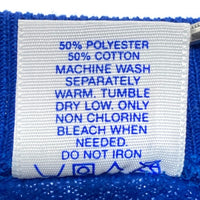 50% POLYESTER
50% COTTON
MACHINE WASH
SEPARATELY
WARM. TUMBLE
DRY LOW. ONLY
NON CHLORINE
BLEACH WHEN
NEEDED.
DO NOT IRON